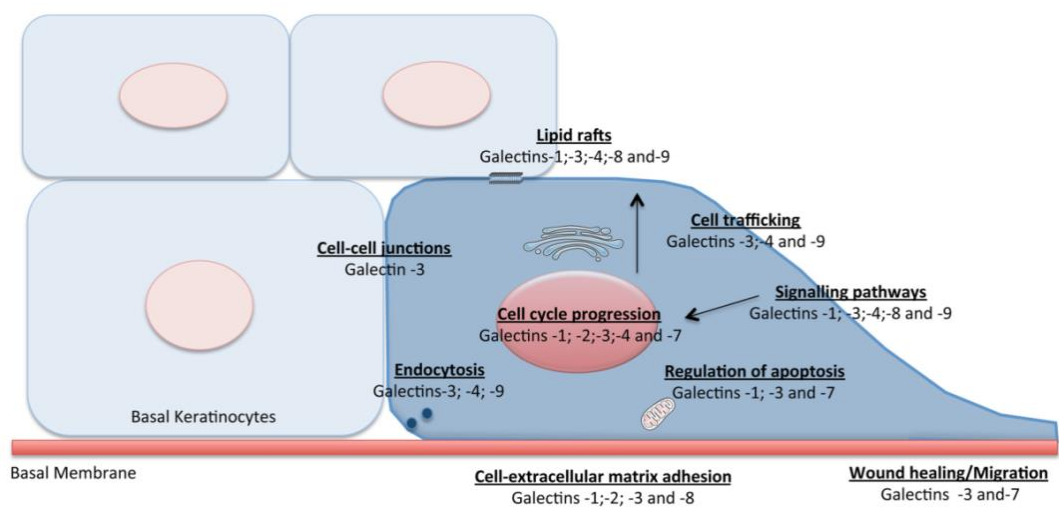 Lipid rafts
Galectins-1;-3;-4;-8 and-9
Cell trafficking
Galectins -3;-4 and -9
Cell-cell junctions
Galectin -3
Signalling pathways
Galectins -1; -3;-4;-8 and -9
Cell cycle progression
Galectins -1; -2;-3;-4 and -7
Endocytosis
Galectins-3; -4; -9
Regulation of apoptosis
Galectins -1; -3 and -7
Basal Keratinocytes
Basal Membrane
Cell-extracellular matrix adhesion
Galectins -1;-2; -3 and -8
Wound healing/Migration
Galectins -3 and-7